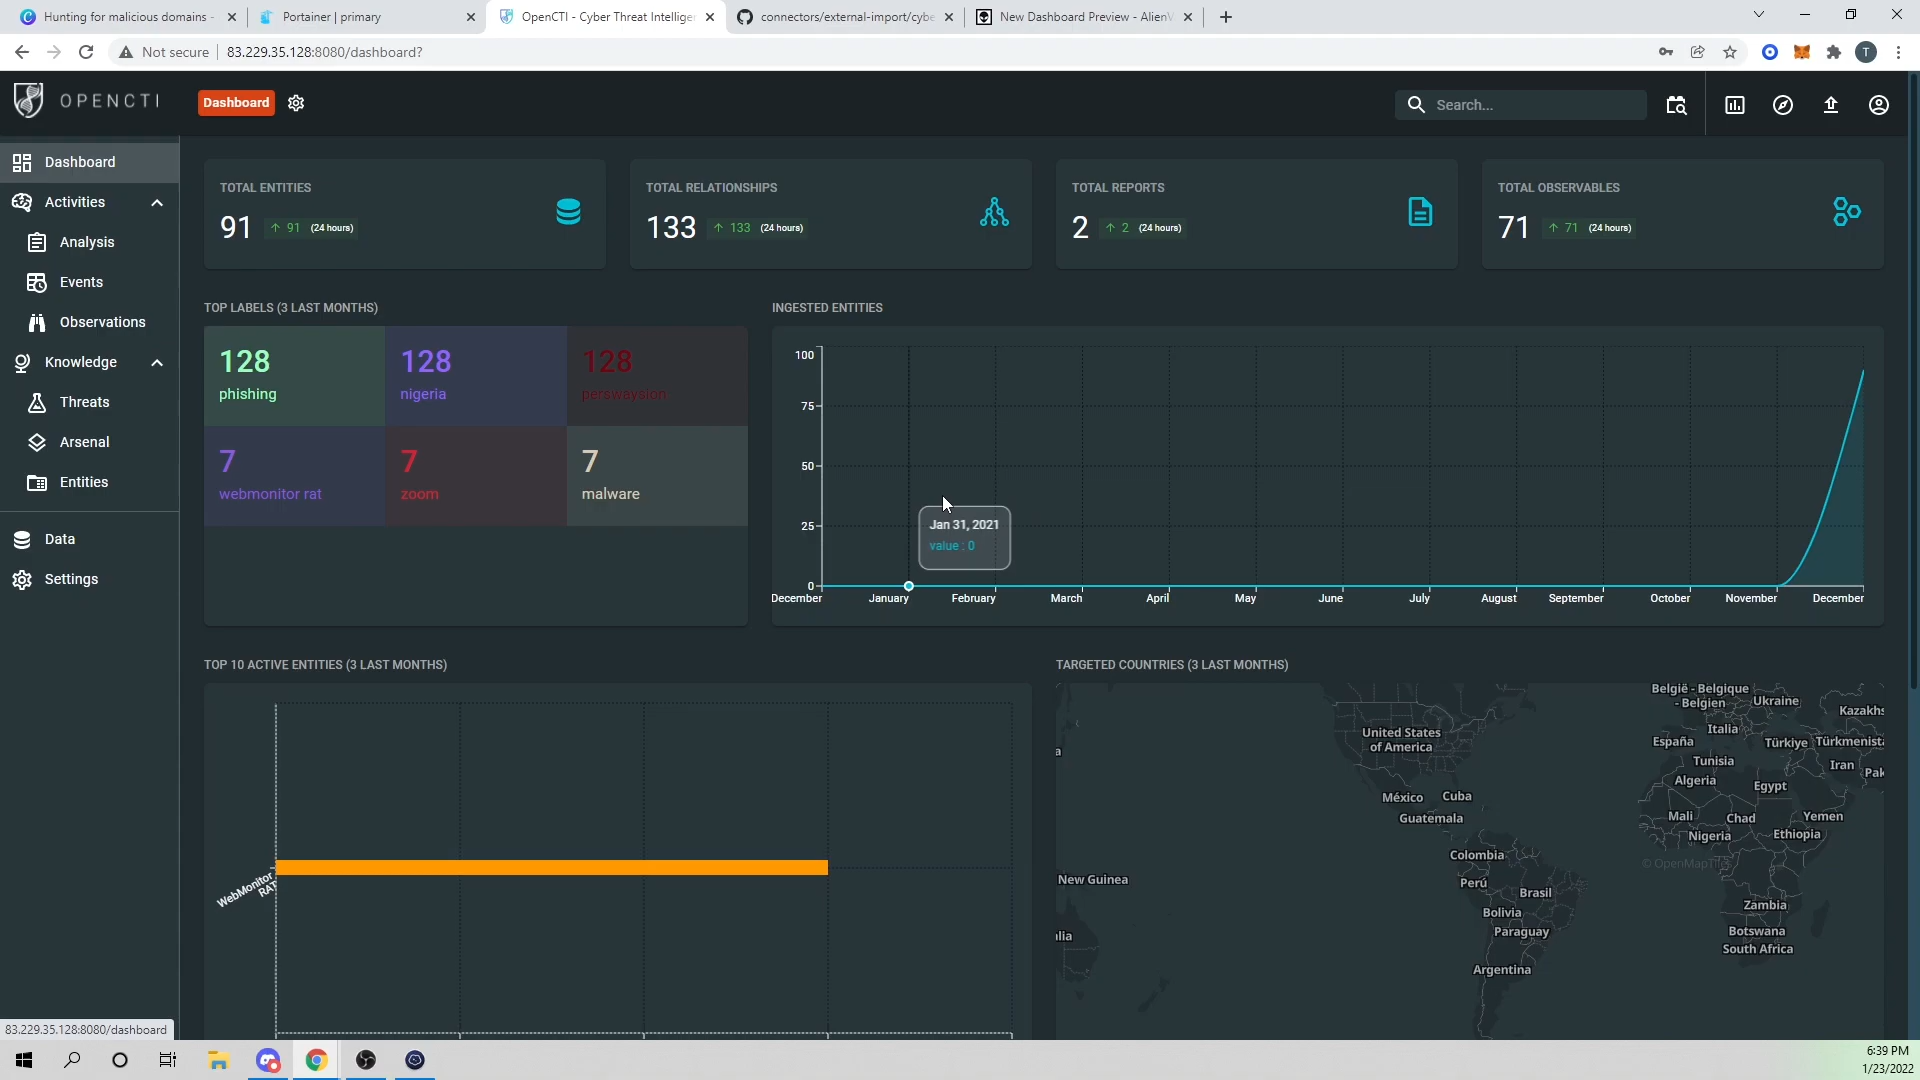 Hunting for malicious domains -
Portainer | primary
OpenCTI - Cyber Threat Intellige
connectors/external-import/cybe
New Dashboard Preview - AlienV
Not secure
83.229.35.128:8080/dashboard?
T
OPENCTI
Dashboard
Search...
Dashboard
Activities
Analysis
Events
Observations
Knowledge
Threats
Arsenal
Entities
Data
Settings
TOTAL ENTITIES
91
91 (24 hours)
TOTAL RELATIONSHIPS
133
133 (24 hours)
TOTAL REPORTS
2
2 (24 hours)
TOTAL OBSERVABLES
71
71 (24 hours)
TOP LABELS (3 LAST MONTHS)
128
phishing
128
nigeria
128
perswaysion
7
webmonitor rat
7
zoom
7
malware
INGESTED ENTITIES
100
75
50
25
0
Jan 31, 2021
value : 0
December
January
February
March
April
May
June
July
August
September
October
November
December
TOP 10 ACTIVE ENTITIES (3 LAST MONTHS)
WebMonitor
RAT
TARGETED COUNTRIES (3 LAST MONTHS)
België - Belgique
- Belgien
Ukraine
Kazakhs
United States
of America
Italia
España
Türkiye
Türkmenista
Tunisia
Iran
Pak
Algeria
Egypt
México
Cuba
Guatemala
Mali
Chad
Yemen
Nigeria
Ethiopia
Colombia
© OpenMapTiles
New Guinea
Perú
Brasil
Zambia
Bolivia
Paraguay
Botswana
South Africa
alia
Argentina
83.229.35.128:8080/dashboard
6:39 PM
1/23/2022